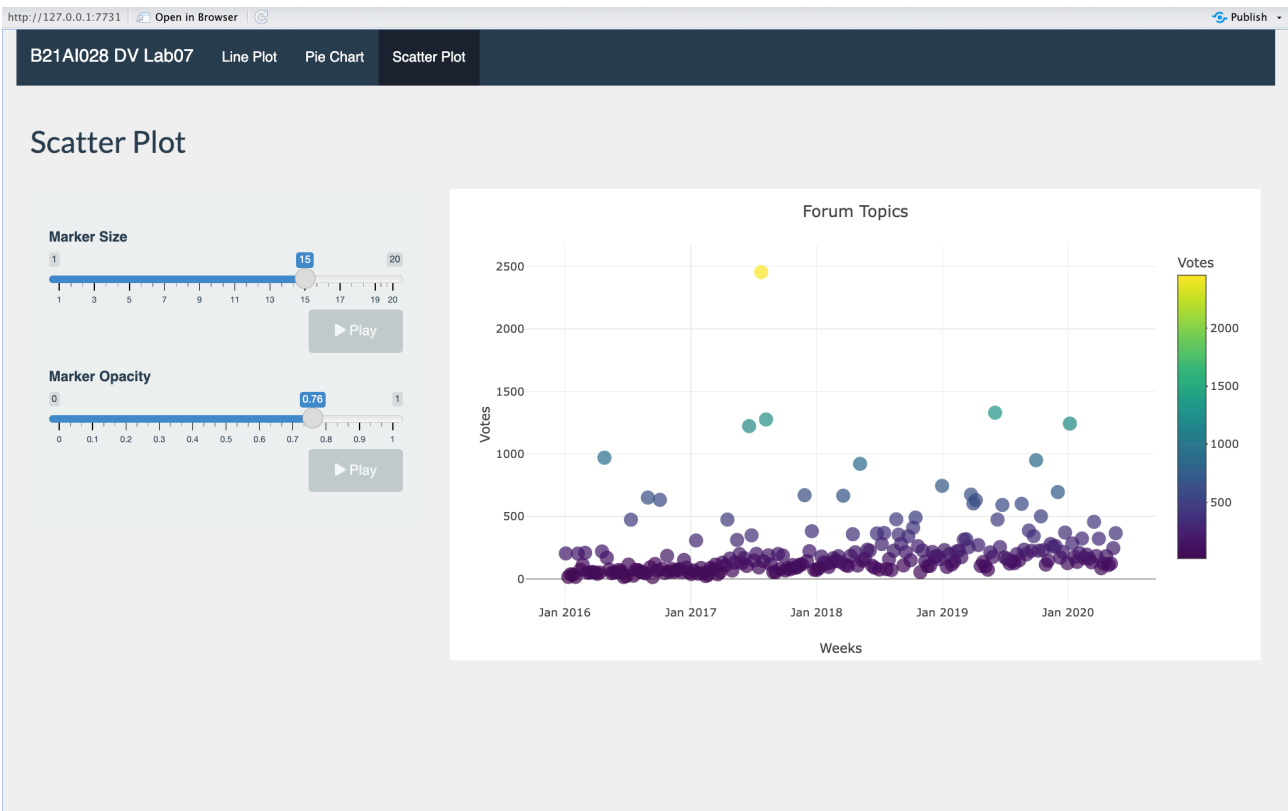 http://127.0.0.1:7731 Open in Browser Publish
B21AI028 DV Lab07 Line Plot Pie Chart Scatter Plot
Scatter Plot
Marker Size
1 15 20
1 3 5 7 9 11 13 15 17 19 20
Play
Marker Opacity
0 0.76 1
0 0.1 0.2 0.3 0.4 0.5 0.6 0.7 0.8 0.9 1
Play
Forum Topics
Votes
2500
2000
1500
1000
500
0
Jan 2016 Jan 2017 Jan 2018 Jan 2019 Jan 2020
Weeks
Votes
2000
1500
1000
500